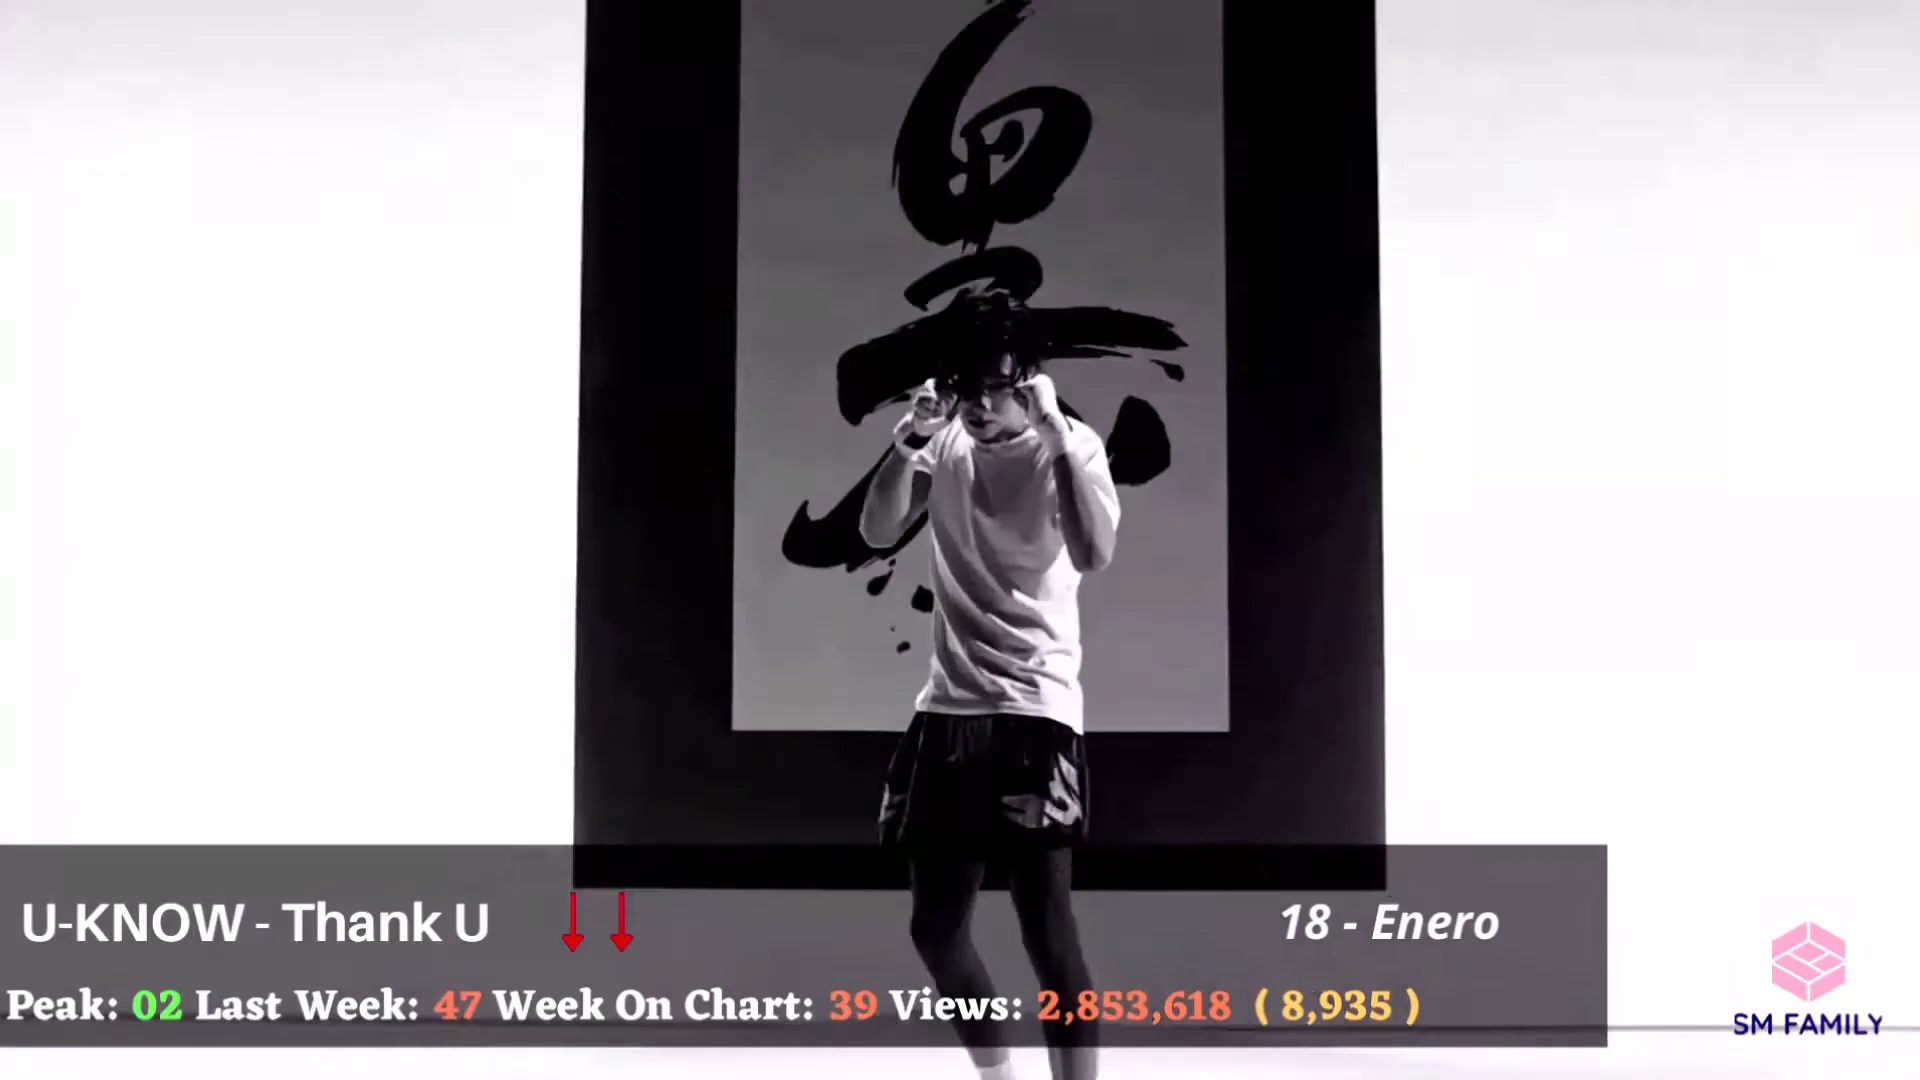 U-KNOW - Thank U
18 - Enero
Peak: 02 Last Week: 47 Week On Chart: 39 Views: 2,853,618 ( 8,935 )
SM FAMILY